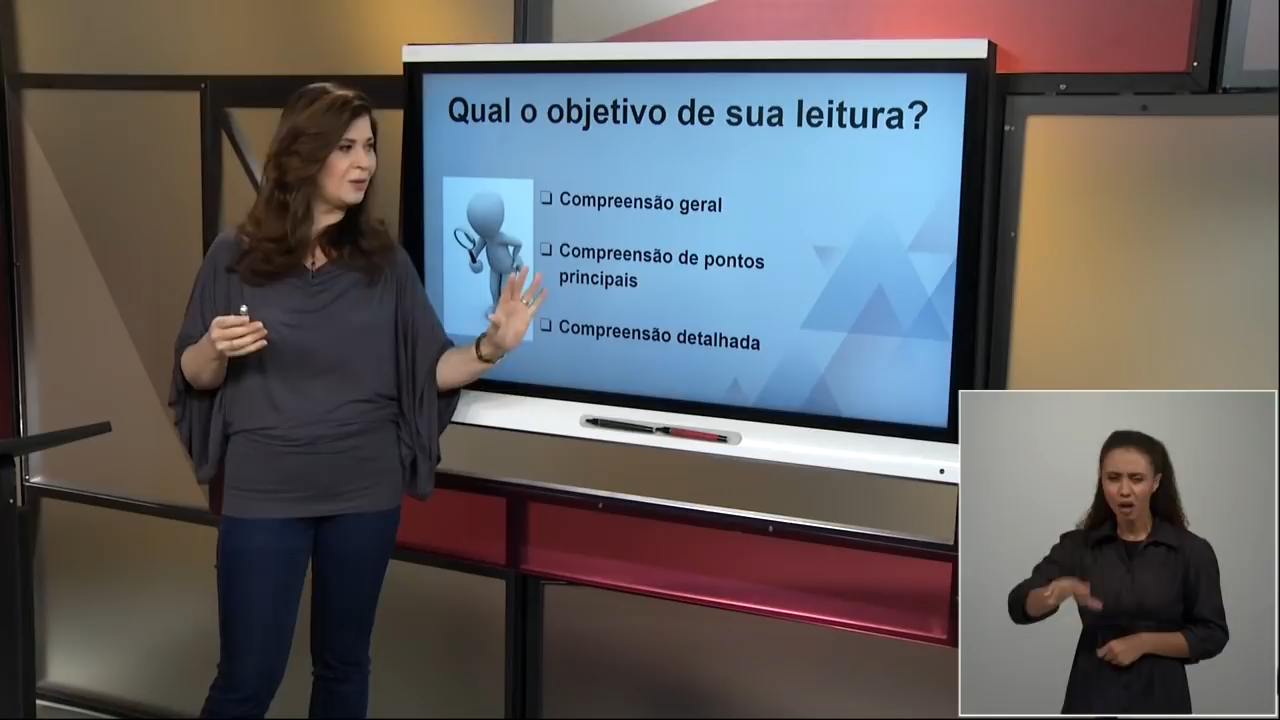 Qual o objetivo de sua leitura?
❑ Compreensão geral
❑ Compreensão de pontos
principais
❑ Compreensão detalhada